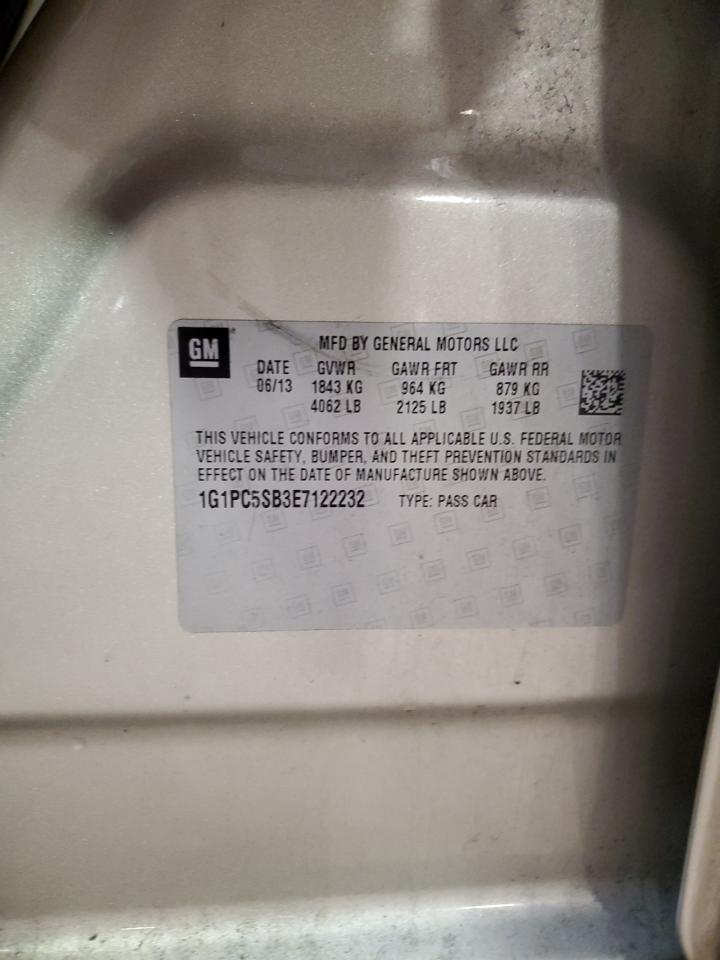 GM
MFD BY GENERAL MOTORS LLC
DATE GVWR GAWR FRT GAWR RR
06/13 1843 KG 964 KG 879 KG
4062 LB 2125 LB 1937 LB
THIS VEHICLE CONFORMS TO ALL APPLICABLE U.S. FEDERAL MOTOR
VEHICLE SAFETY, BUMPER, AND THEFT PREVENTION STANDARDS IN
EFFECT ON THE DATE OF MANUFACTURE SHOWN ABOVE.
1G1PC5SB3E7122232 TYPE: PASS CAR